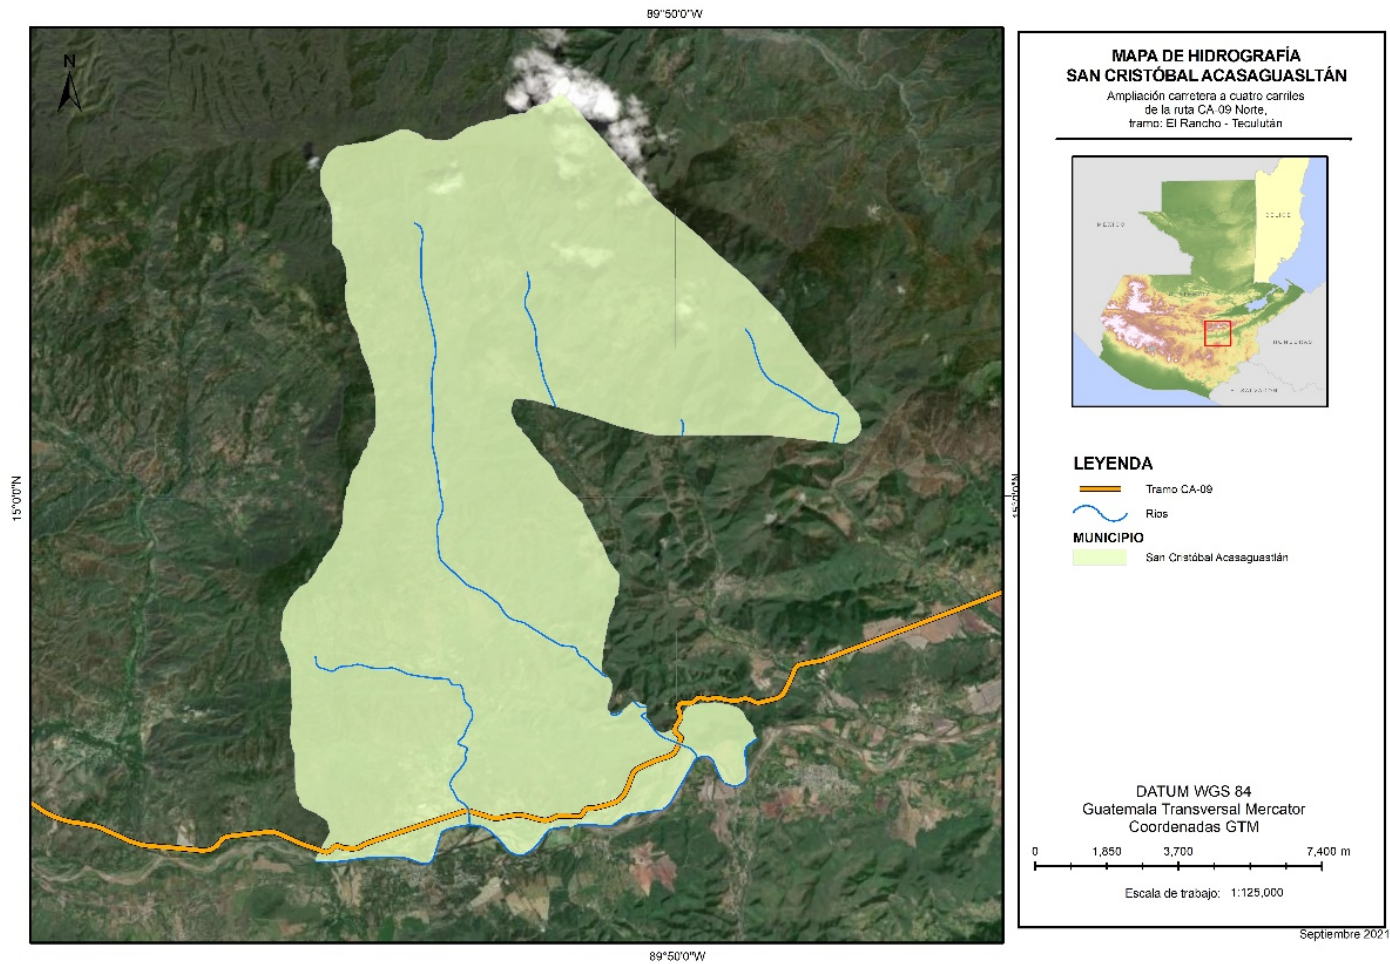 89°50'0"W
N
15°0'0"N
15°0'0"N
89°50'0"W
MAPA DE HIDROGRAFÍA
SAN CRISTÓBAL ACASAGUASLTÁN
Ampliación carretera a cuatro carriles
de la ruta CA-09 Norte,
tramo: El Rancho - Teculután
MEXICO
BELICE
HONDURAS
EL SALVADOR
LEYENDA
Tramo CA-09
Rios
MUNICIPIO
San Cristóbal Acasaguastlán
DATUM WGS 84
Guatemala Transversal Mercator
Coordenadas GTM
0 1,850 3,700 7,400 m
Escala de trabajo: 1:125,000
Septiembre 2021